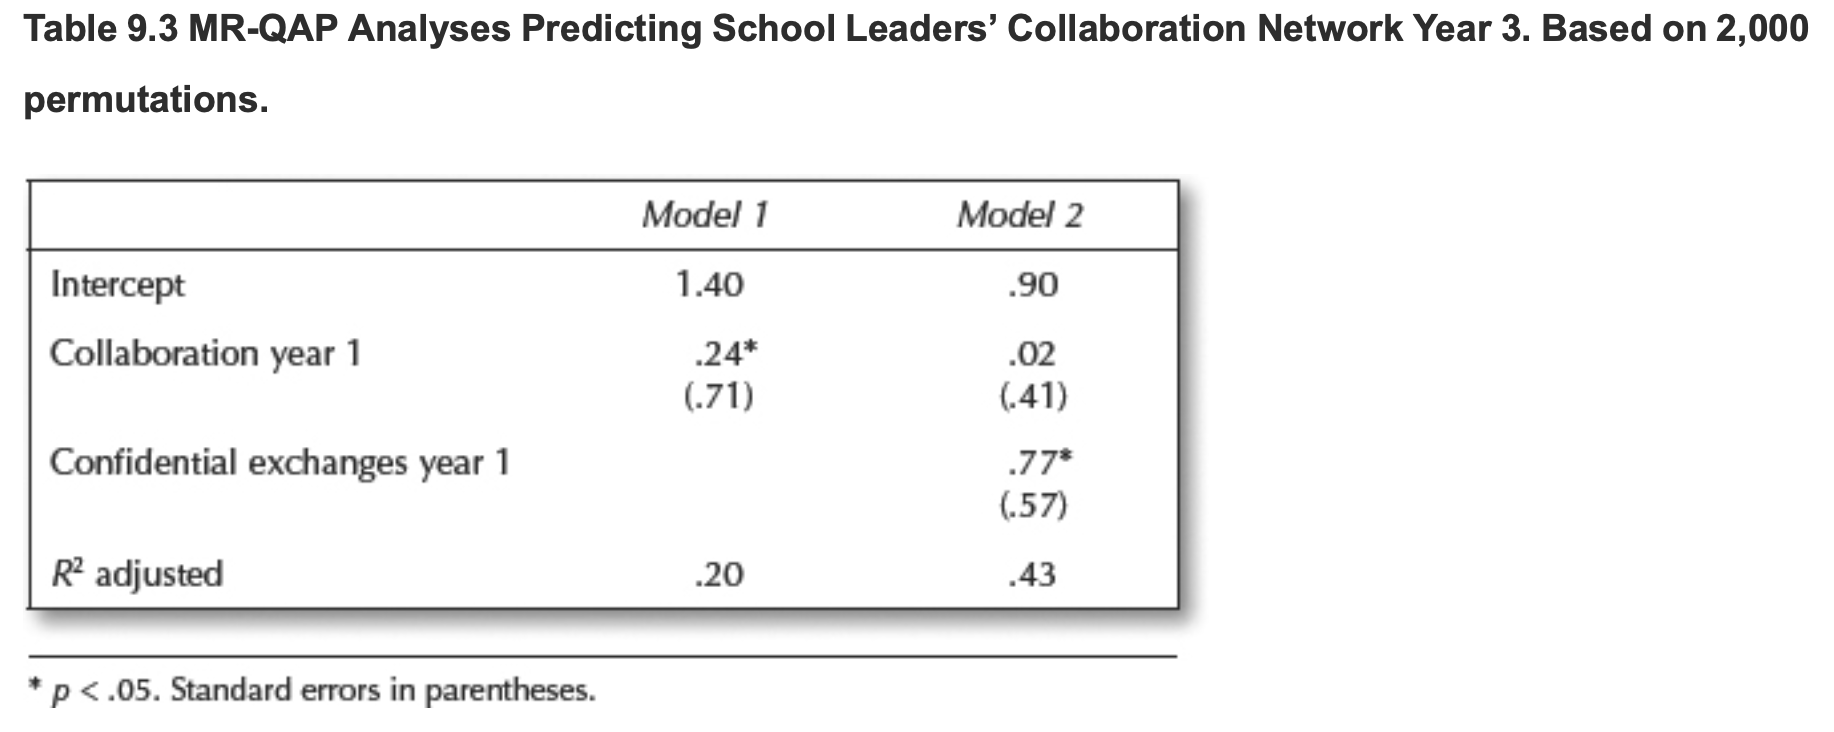 Table 9.3 MR-QAP Analyses Predicting School Leaders’ Collaboration Network Year 3. Based on 2,000
permutations.
Model 1 Model 2
Intercept 1.40 .90
Collaboration year 1 .24* .02
(.71) (.41)
Confidential exchanges year 1 .77*
(.57)
R² adjusted .20 .43
* p < .05. Standard errors in parentheses.